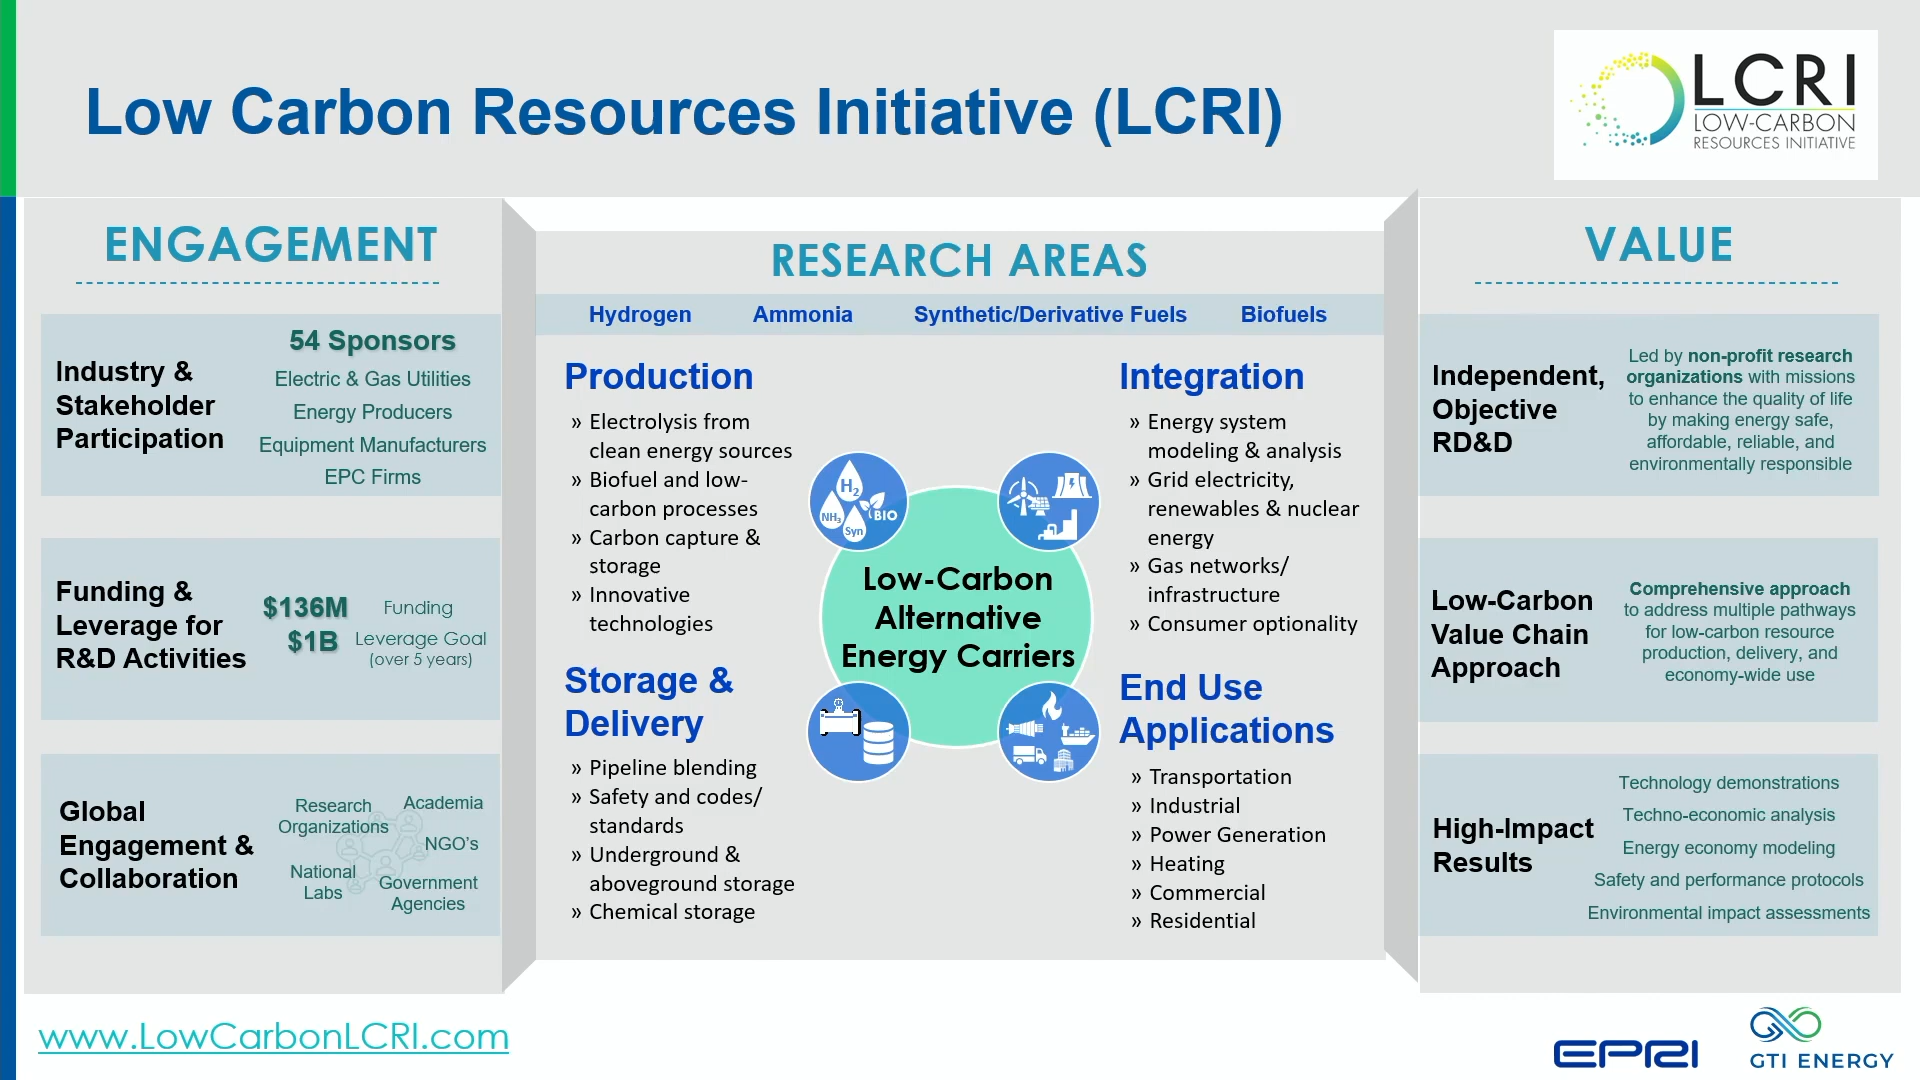 Low Carbon Resources Initiative (LCRI)
LCRI
LOW-CARBON
RESOURCES INITIATIVE
ENGAGEMENT
Industry &
Stakeholder
Participation
54 Sponsors
Electric & Gas Utilities
Energy Producers
Equipment Manufacturers
EPC Firms
Funding &
Leverage for
R&D Activities
$136M Funding
$1B Leverage Goal
(over 5 years)
Global
Engagement &
Collaboration
Research
Organizations
Academia
NGO's
National
Labs
Government
Agencies
RESEARCH AREAS
Hydrogen Ammonia Synthetic/Derivative Fuels Biofuels
Production
» Electrolysis from
clean energy sources
» Biofuel and low-
carbon processes
» Carbon capture &
storage
» Innovative
technologies
Storage &
Delivery
» Pipeline blending
» Safety and codes/
standards
» Underground &
aboveground storage
» Chemical storage
H2
NH3
Syn
BIO
Low-Carbon
Alternative
Energy Carriers
Integration
» Energy system
modeling & analysis
» Grid electricity,
renewables & nuclear
energy
» Gas networks/
infrastructure
» Consumer optionality
End Use
Applications
» Transportation
» Industrial
» Power Generation
» Heating
» Commercial
» Residential
VALUE
Independent,
Objective
RD&D
Led by non-profit research
organizations with missions
to enhance the quality of life
by making energy safe,
affordable, reliable, and
environmentally responsible
Low-Carbon
Value Chain
Approach
Comprehensive approach
to address multiple pathways
for low-carbon resource
production, delivery, and
economy-wide use
High-Impact
Results
Technology demonstrations
Techno-economic analysis
Energy economy modeling
Safety and performance protocols
Environmental impact assessments
www.LowCarbonLCRI.com
EPRI
GTI ENERGY